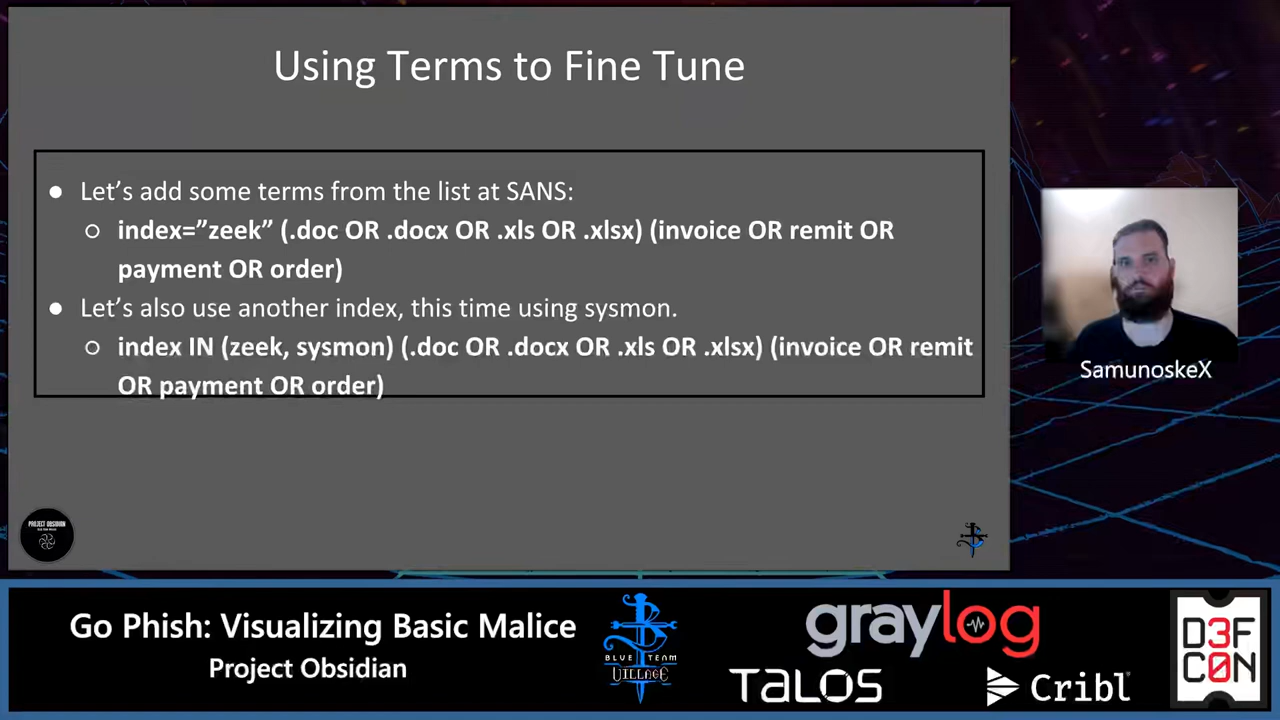 Using Terms to Fine Tune
● Let’s add some terms from the list at SANS:
○ index=”zeek” (.doc OR .docx OR .xls OR .xlsx) (invoice OR remit OR
payment OR order)
● Let’s also use another index, this time using sysmon.
○ index IN (zeek, sysmon) (.doc OR .docx OR .xls OR .xlsx) (invoice OR remit
OR payment OR order)
SamunoskeX
PROJECT OBSIDIAN
Go Phish: Visualizing Basic Malice
Project Obsidian
BLUE TEAM
VILLAGE
graylog
TALOS
Cribl
D3F
C0N